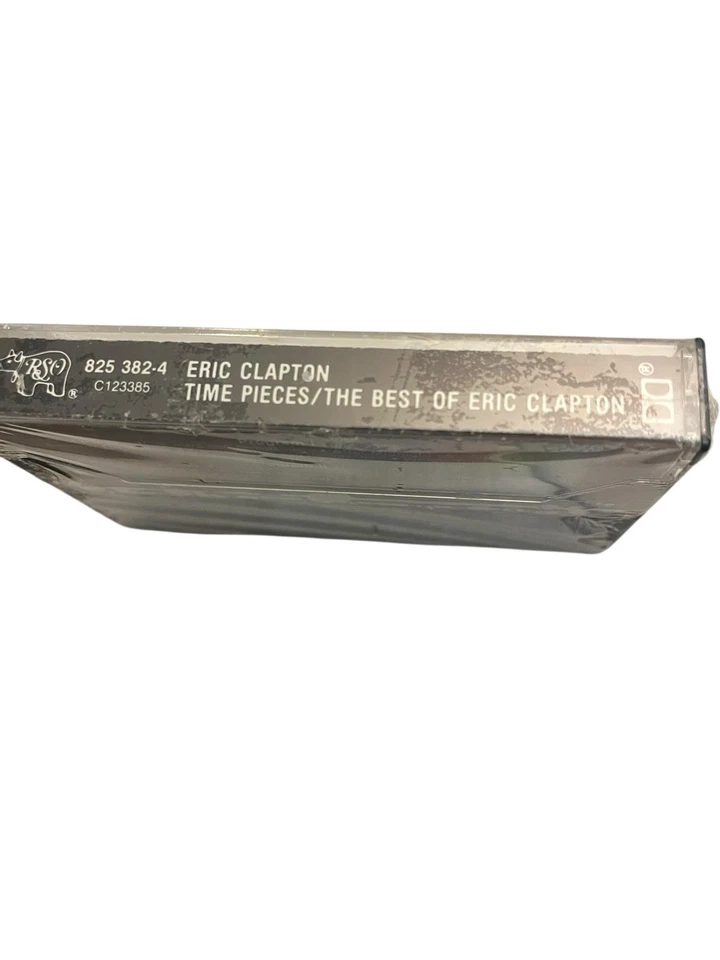 RSO ®
825 382-4
C123385
ERIC CLAPTON
TIME PIECES/THE BEST OF ERIC CLAPTON
®